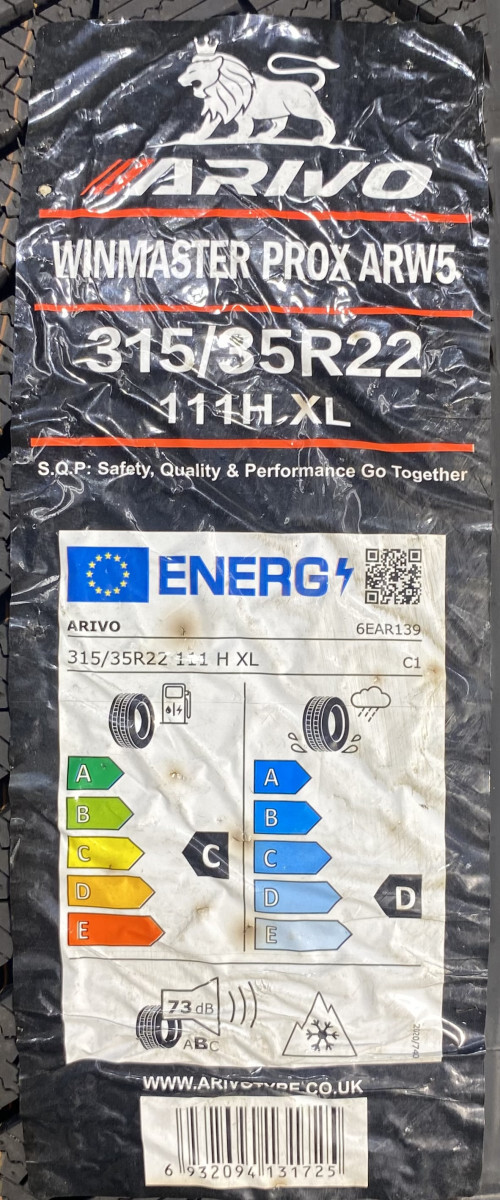 ARIVO
WINMASTER PROX ARW5
315/35R22
111H XL
S.Q.P: Safety, Quality & Performance Go Together
ENERG
ARIVO 6EAR139
315/35R22 111 H XL C1
A A
B B
C C C
D D D
E E
73 dB
ABC
2020/740
WWW.ARIVOTYRE.CO.UK
6 932094 131725